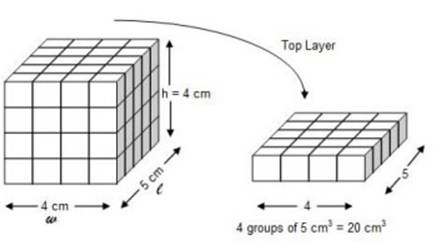 Top Layer
h = 4 cm
4 cm
w
5 cm
l
4
5
4 groups of 5 cm³ = 20 cm³